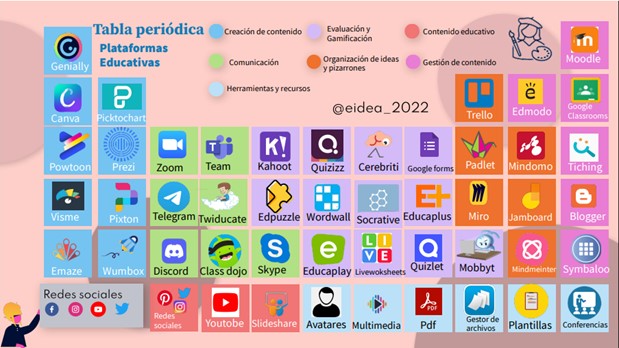 Tabla periódica
Plataformas
Educativas
Creación de contenido
Evaluación y
Gamificación
Contenido educativo
Comunicación
Organización de ideas
y pizarrones
Gestión de contenido
Herramientas y recursos
@eidea_2022
Genially
Moodle
Canva
Picktochart
Trello
Edmodo
Google
Classrooms
Powtoon
Prezi
Zoom
Team
Kahoot
Quizizz
Cerebriti
Google forms
Padlet
Mindomo
Tiching
Visme
Pixton
Telegram
Twiducate
Edpuzzle
Wordwall
Socrative
Educaplus
Miro
Jamboard
Blogger
Emaze
Wumbox
Discord
Class dojo
Skype
Educaplay
LIVE
Liveworksheets
Quizlet
Mobbyt
Mindmeinter
Symbaloo
Redes sociales
Redes
sociales
Youtube
Slideshare
Avatares
Multimedia
Pdf
Gestor de
archivos
Plantillas
Conferencias